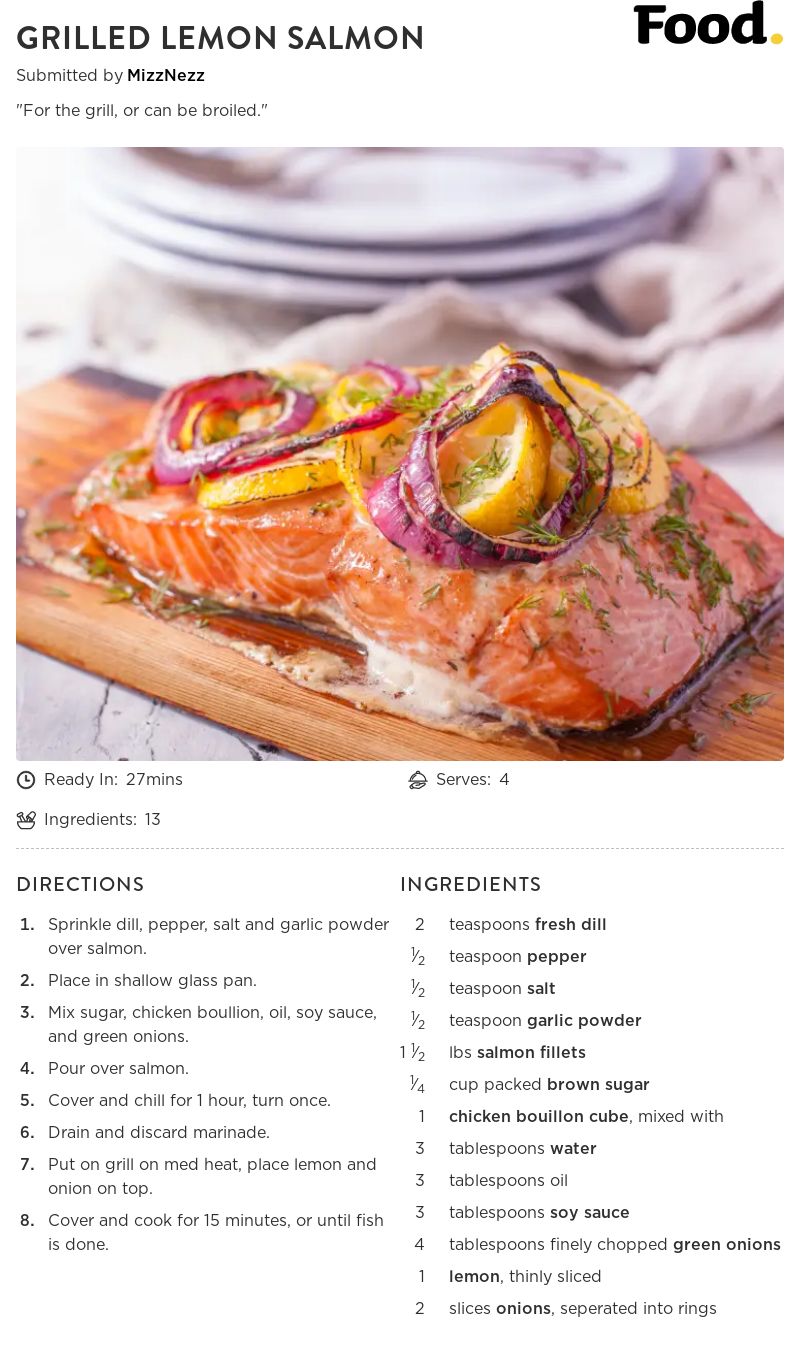 GRILLED LEMON SALMON
Food.
Submitted by MizzNezz
"For the grill, or can be broiled."
Ready In: 27mins
Serves: 4
Ingredients: 13
DIRECTIONS
1. Sprinkle dill, pepper, salt and garlic powder
over salmon.
2. Place in shallow glass pan.
3. Mix sugar, chicken boullion, oil, soy sauce,
and green onions.
4. Pour over salmon.
5. Cover and chill for 1 hour, turn once.
6. Drain and discard marinade.
7. Put on grill on med heat, place lemon and
onion on top.
8. Cover and cook for 15 minutes, or until fish
is done.
INGREDIENTS
2 teaspoons fresh dill
1⁄2 teaspoon pepper
1⁄2 teaspoon salt
1⁄2 teaspoon garlic powder
1 1⁄2 lbs salmon fillets
1⁄4 cup packed brown sugar
1 chicken bouillon cube, mixed with
3 tablespoons water
3 tablespoons oil
3 tablespoons soy sauce
4 tablespoons finely chopped green onions
1 lemon, thinly sliced
2 slices onions, seperated into rings